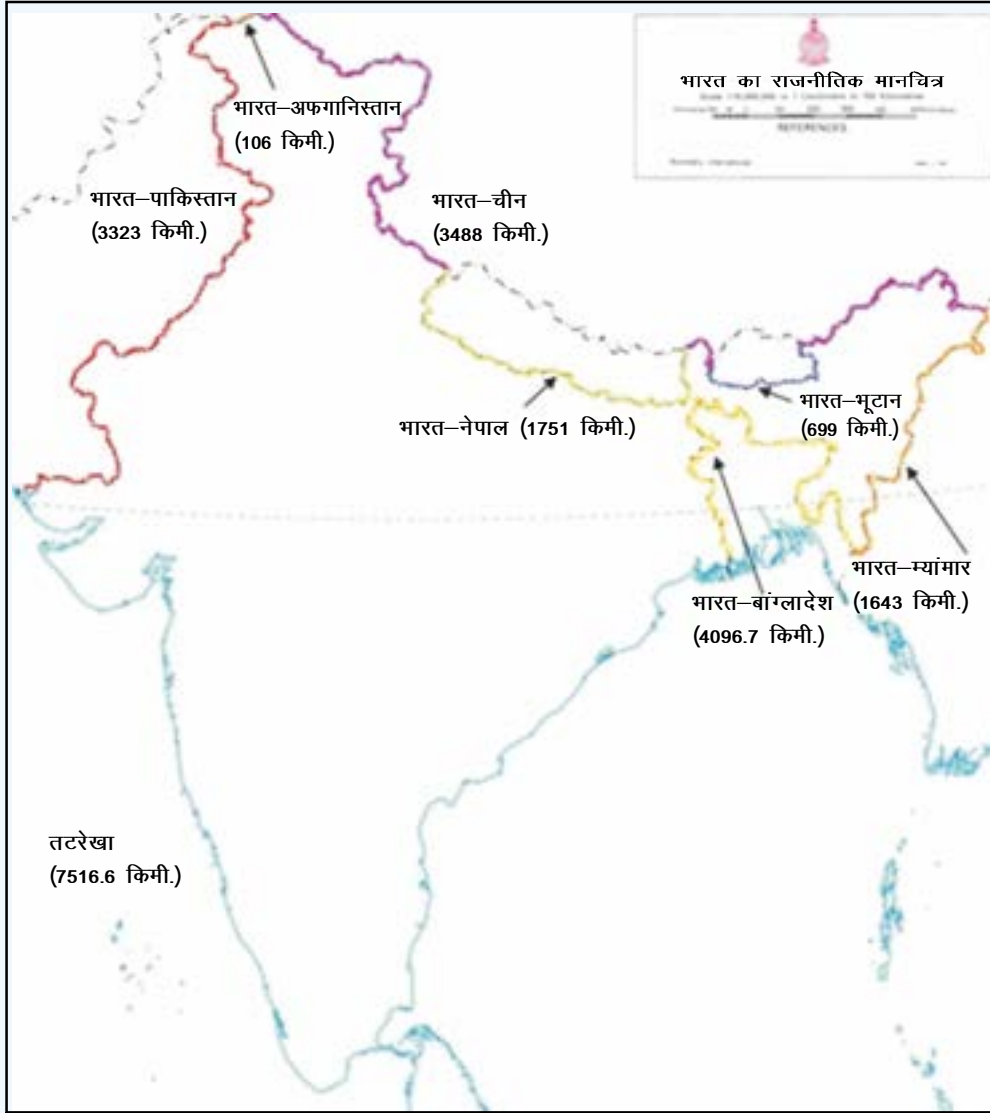 भारत का राजनीतिक मानचित्र
REFERENCES
भारत–अफगानिस्तान
(106 किमी.)
भारत–पाकिस्तान
(3323 किमी.)
भारत–चीन
(3488 किमी.)
भारत–नेपाल (1751 किमी.)
भारत–भूटान
(699 किमी.)
भारत–म्यांमार
(1643 किमी.)
भारत–बांग्लादेश
(4096.7 किमी.)
तटरेखा
(7516.6 किमी.)